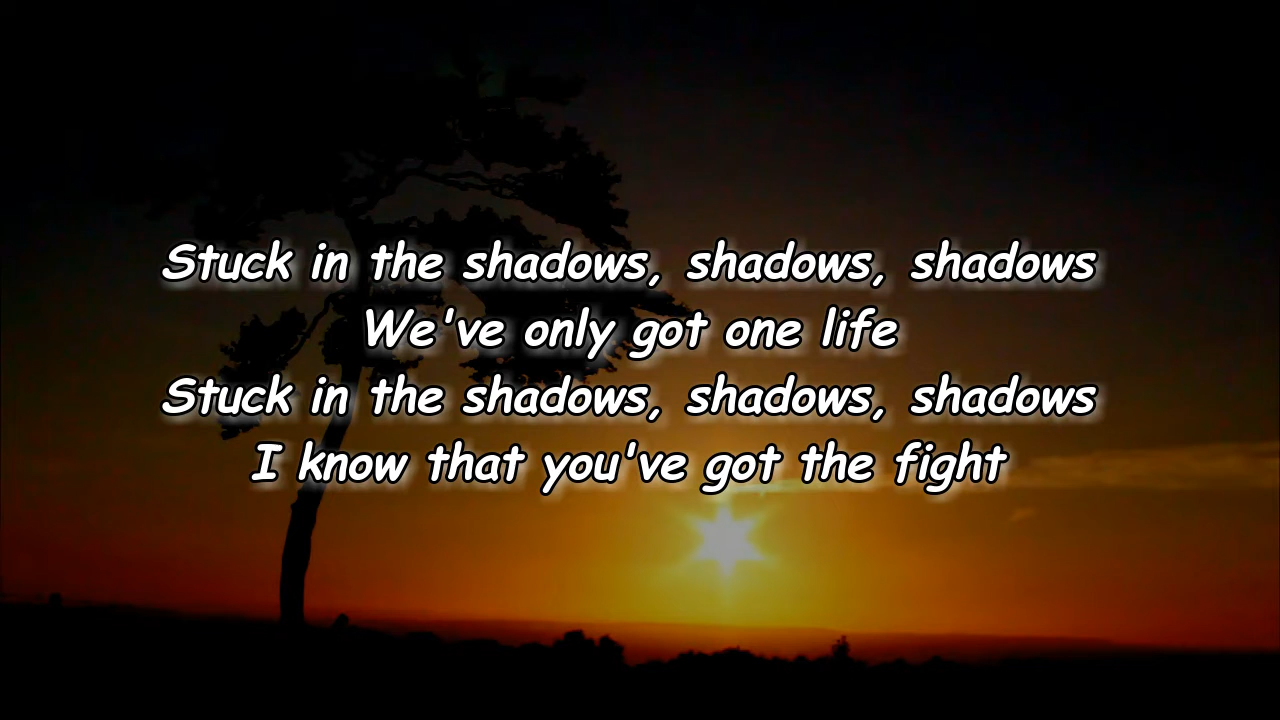 Stuck in the shadows, shadows, shadows
We've only got one life
Stuck in the shadows, shadows, shadows
I know that you've got the fight